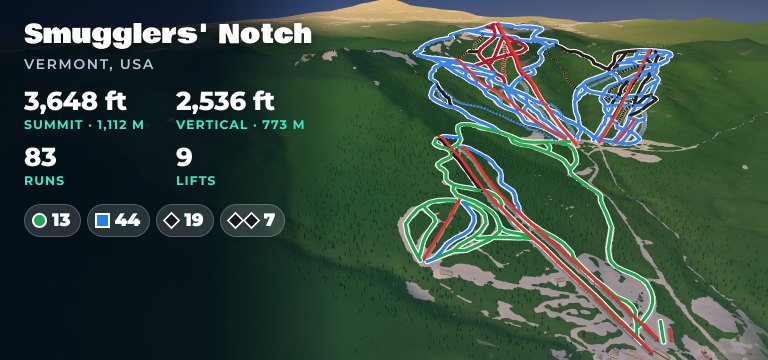 Smugglers' Notch
VERMONT, USA
3,648 ft 2,536 ft
SUMMIT · 1,112 M VERTICAL · 773 M
83 9
RUNS LIFTS
13 44 19 7